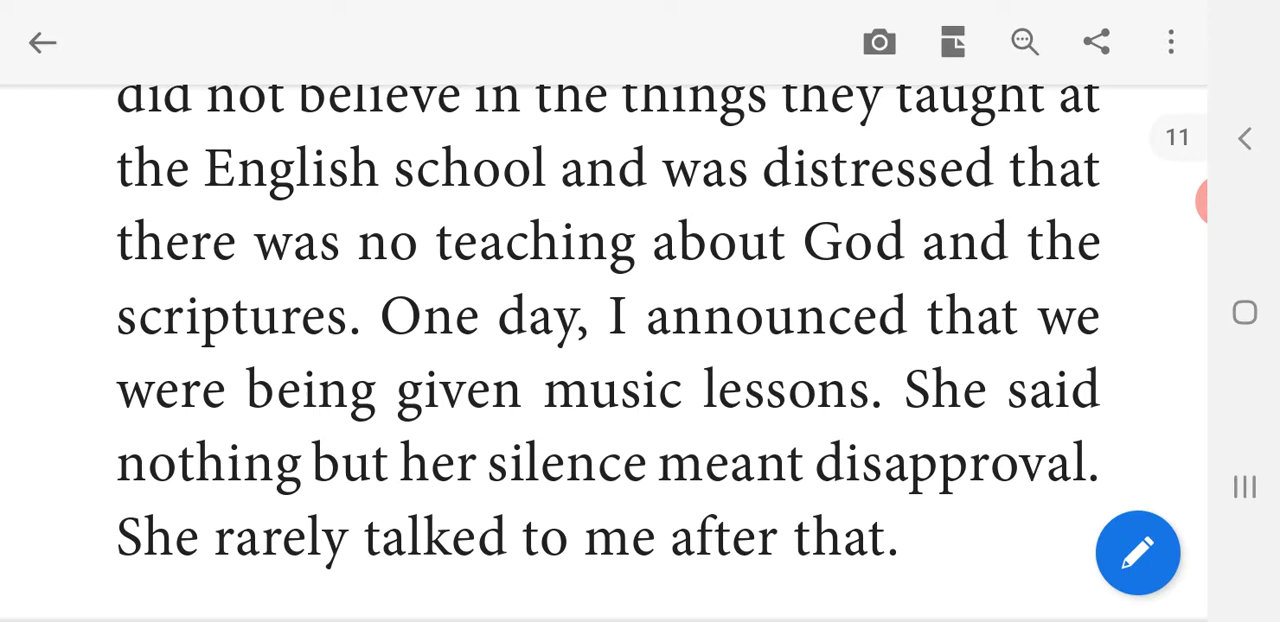 did not believe in the things they taught at
11
the English school and was distressed that
there was no teaching about God and the
scriptures. One day, I announced that we
were being given music lessons. She said
nothing but her silence meant disapproval.
She rarely talked to me after that.